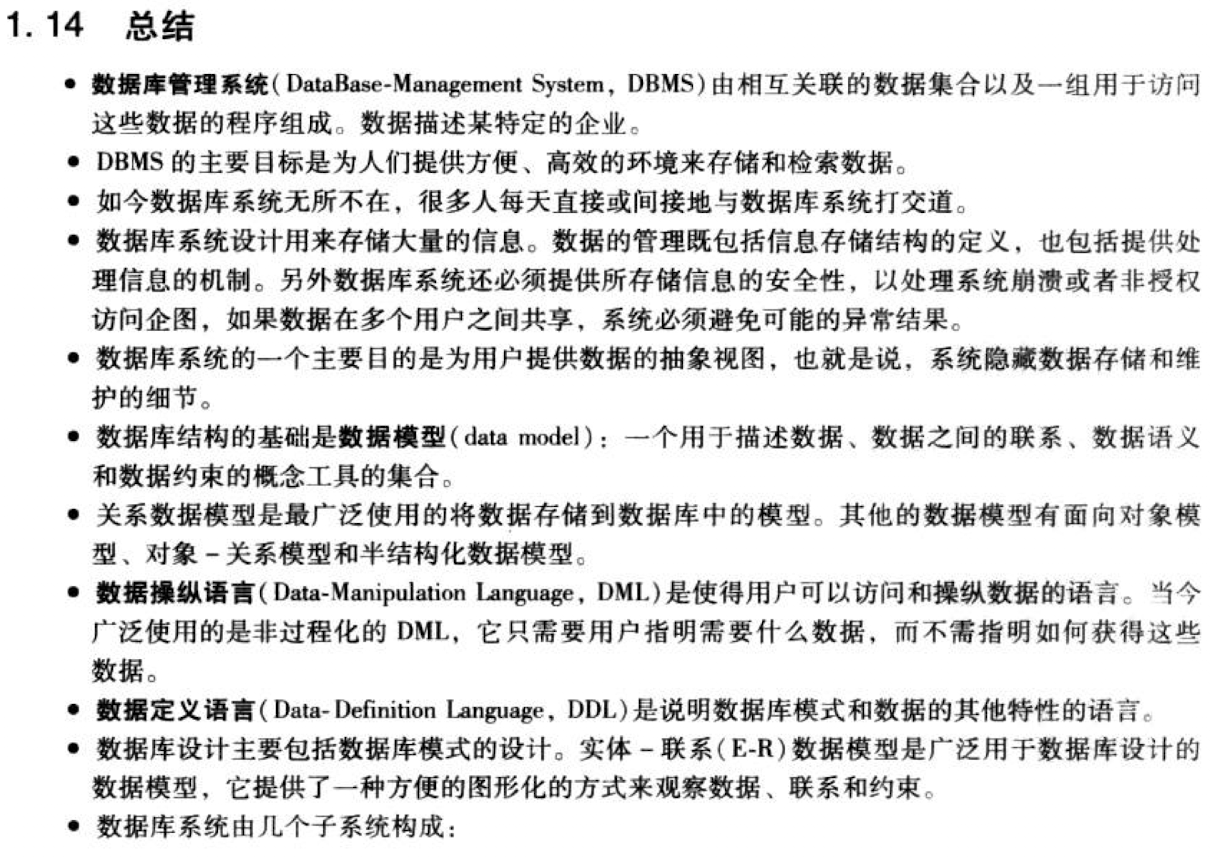 1.14 总结
• 数据库管理系统(DataBase-Management System, DBMS)由相互关联的数据集合以及一组用于访问
这些数据的程序组成。数据描述某特定的企业。
• DBMS 的主要目标是为人们提供方便、高效的环境来存储和检索数据。
• 如今数据库系统无所不在，很多人每天直接或间接地与数据库系统打交道。
• 数据库系统设计用来存储大量的信息。数据的管理既包括信息存储结构的定义，也包括提供处
理信息的机制。另外数据库系统还必须提供所存储信息的安全性，以处理系统崩溃或者非授权
访问企图，如果数据在多个用户之间共享，系统必须避免可能的异常结果。
• 数据库系统的一个主要目的是为用户提供数据的抽象视图，也就是说，系统隐藏数据存储和维
护的细节。
• 数据库结构的基础是数据模型(data model)：一个用于描述数据、数据之间的联系、数据语义
和数据约束的概念工具的集合。
• 关系数据模型是最广泛使用的将数据存储到数据库中的模型。其他的数据模型有面向对象模
型、对象－关系模型和半结构化数据模型。
• 数据操纵语言(Data-Manipulation Language, DML)是使得用户可以访问和操纵数据的语言。当今
广泛使用的是非过程化的 DML，它只需要用户指明需要什么数据，而不需指明如何获得这些
数据。
• 数据定义语言(Data-Definition Language, DDL)是说明数据库模式和数据的其他特性的语言。
• 数据库设计主要包括数据库模式的设计。实体－联系(E-R)数据模型是广泛用于数据库设计的
数据模型，它提供了一种方便的图形化的方式来观察数据、联系和约束。
• 数据库系统由几个子系统构成：